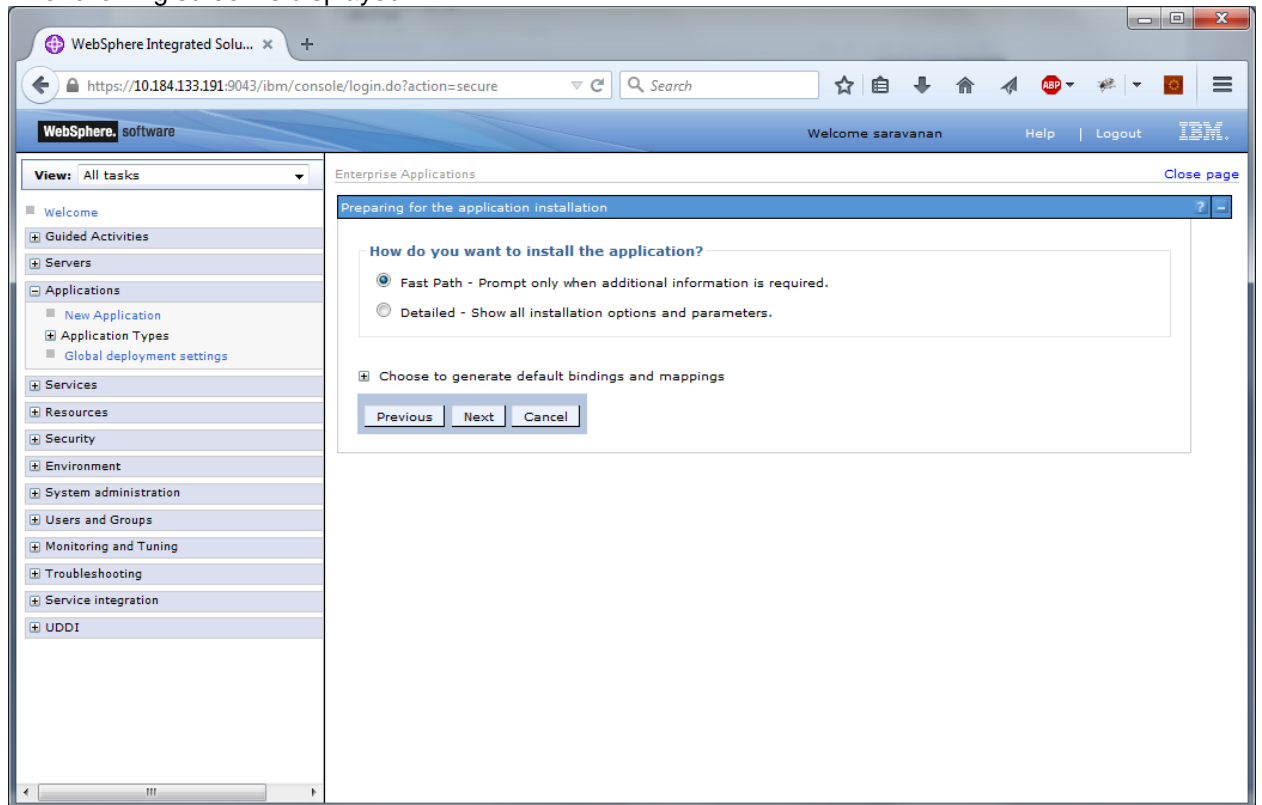 WebSphere Integrated Solu... × +
https://10.184.133.191:9043/ibm/console/login.do?action=secure
Search
ABP
WebSphere. software
Welcome saravanan
Help | Logout
IBM.
View: All tasks
Welcome
Guided Activities
Servers
Applications
New Application
Application Types
Global deployment settings
Services
Resources
Security
Environment
System administration
Users and Groups
Monitoring and Tuning
Troubleshooting
Service integration
UDDI
Enterprise Applications
Close page
Preparing for the application installation
? -
How do you want to install the application?
Fast Path - Prompt only when additional information is required.
Detailed - Show all installation options and parameters.
Choose to generate default bindings and mappings
Previous Next Cancel